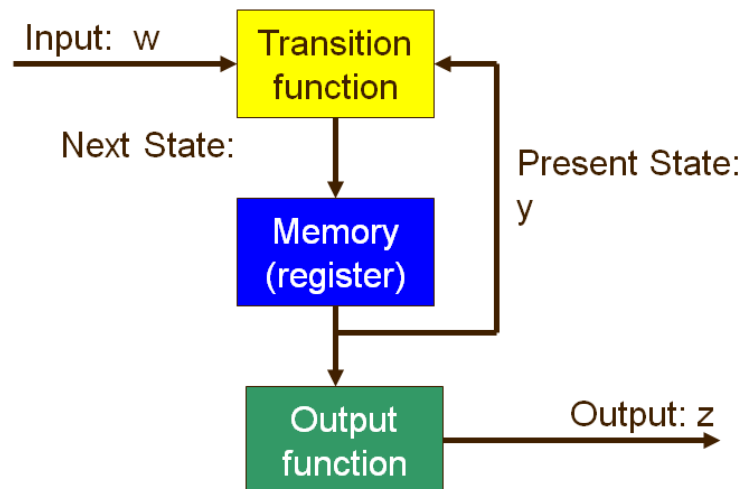 Input: w
Transition
function
Next State:
Present State:
y
Memory
(register)
Output: z
Output
function